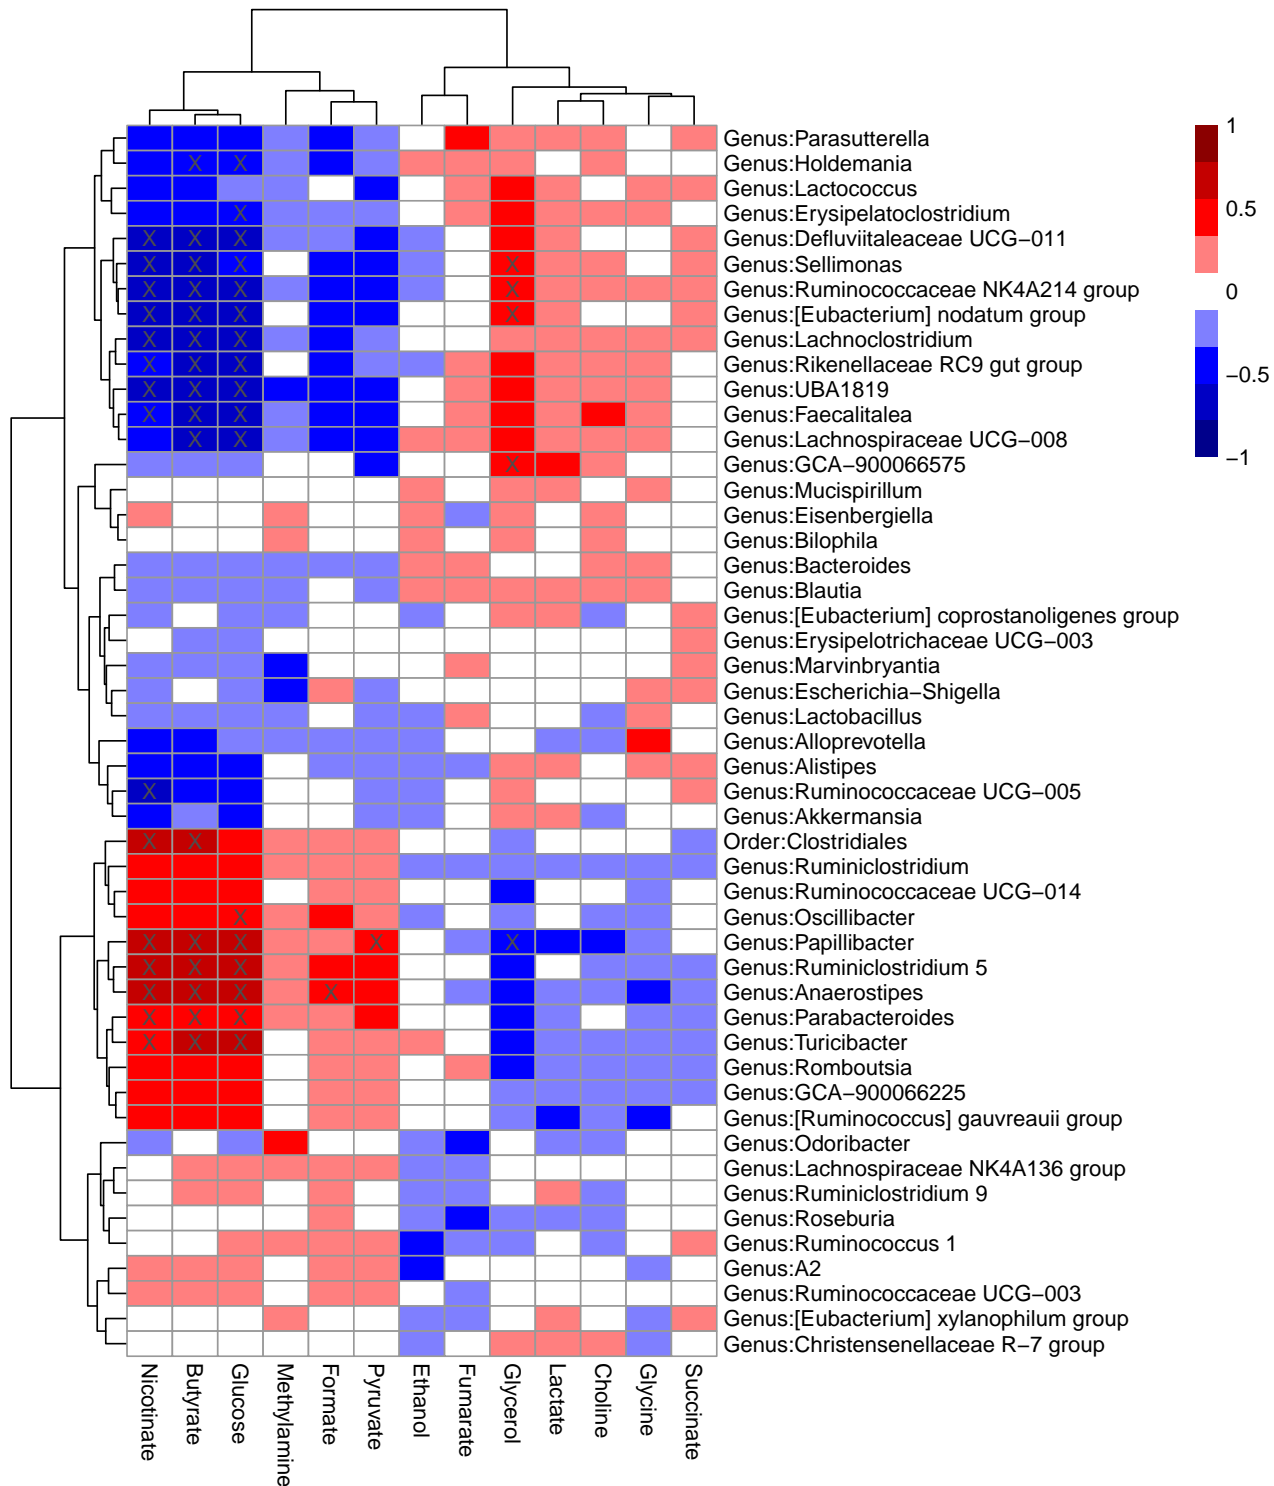 Genus:Parasutterella
X X Genus:Holdemania
Genus:Lactococcus
X Genus:Erysipelatoclostridium
X X X Genus:Defluviitaleaceae UCG−011
X X X X Genus:Sellimonas
X X X X Genus:Ruminococcaceae NK4A214 group
X X X X Genus:[Eubacterium] nodatum group
X X X Genus:Lachnoclostridium
X X X Genus:Rikenellaceae RC9 gut group
X X X Genus:UBA1819
X X X Genus:Faecalitalea
X X Genus:Lachnospiraceae UCG−008
X Genus:GCA−900066575
Genus:Mucispirillum
Genus:Eisenbergiella
Genus:Bilophila
Genus:Bacteroides
Genus:Blautia
Genus:[Eubacterium] coprostanoligenes group
Genus:Erysipelotrichaceae UCG−003
Genus:Marvinbryantia
Genus:Escherichia−Shigella
Genus:Lactobacillus
Genus:Alloprevotella
Genus:Alistipes
X Genus:Ruminococcaceae UCG−005
Genus:Akkermansia
X X Order:Clostridiales
Genus:Ruminiclostridium
Genus:Ruminococcaceae UCG−014
X Genus:Oscillibacter
X X X X X Genus:Papillibacter
X X X Genus:Ruminiclostridium 5
X X X X Genus:Anaerostipes
X X X Genus:Parabacteroides
X X X Genus:Turicibacter
Genus:Romboutsia
Genus:GCA−900066225
Genus:[Ruminococcus] gauvreauii group
Genus:Odoribacter
Genus:Lachnospiraceae NK4A136 group
Genus:Ruminiclostridium 9
Genus:Roseburia
Genus:Ruminococcus 1
Genus:A2
Genus:Ruminococcaceae UCG−003
Genus:[Eubacterium] xylanophilum group
Genus:Christensenellaceae R−7 group
Nicotinate
Butyrate
Glucose
Methylamine
Formate
Pyruvate
Ethanol
Fumarate
Glycerol
Lactate
Choline
Glycine
Succinate
1
0.5
0
−0.5
−1